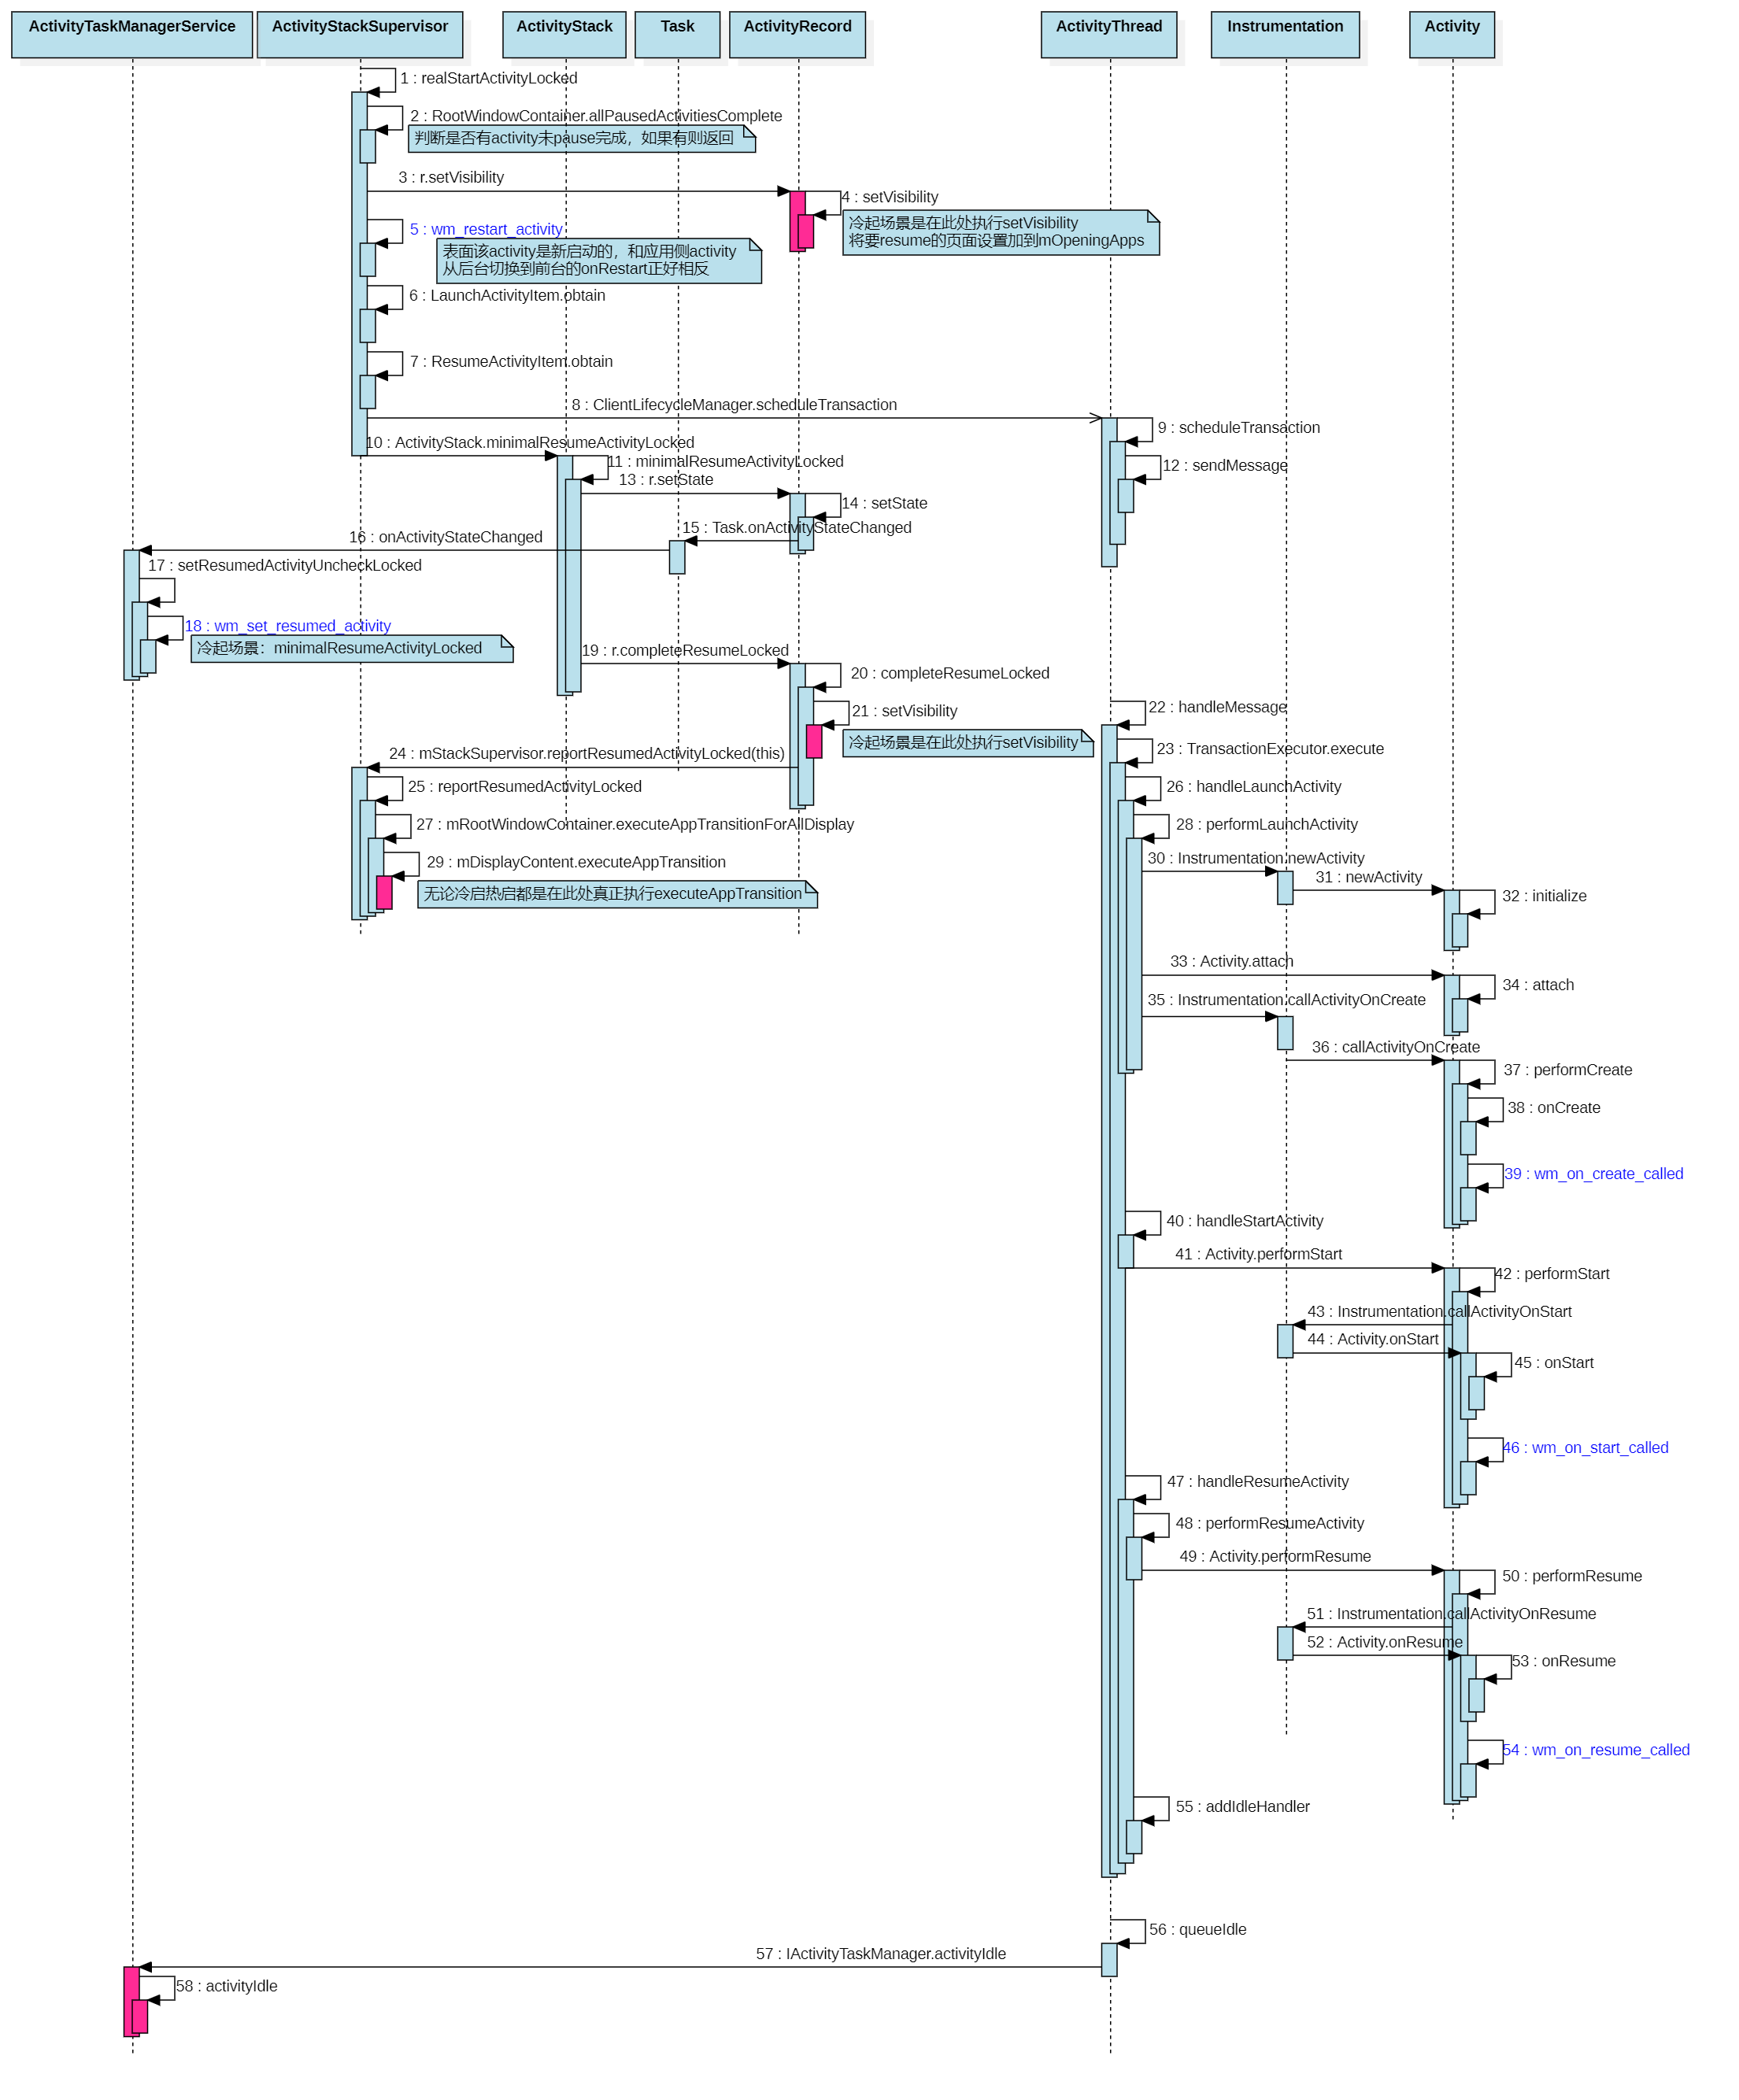 ActivityTaskManagerService
ActivityStackSupervisor
ActivityStack
Task
ActivityRecord
ActivityThread
Instrumentation
Activity
1 : realStartActivityLocked
2 : RootWindowContainer.allPausedActivitiesComplete
判断是否有activity未pause完成，如果有则返回
3 : r.setVisibility
4 : setVisibility
冷起场景是在此处执行setVisibility
将要resume的页面设置加到mOpeningApps
5 : wm_restart_activity
表面该activity是新启动的，和应用侧activity
从后台切换到前台的onRestart正好相反
6 : LaunchActivityItem.obtain
7 : ResumeActivityItem.obtain
8 : ClientLifecycleManager.scheduleTransaction
9 : scheduleTransaction
10 : ActivityStack.minimalResumeActivityLocked
11 : minimalResumeActivityLocked
12 : sendMessage
13 : r.setState
14 : setState
15 : Task.onActivityStateChanged
16 : onActivityStateChanged
17 : setResumedActivityUncheckLocked
18 : wm_set_resumed_activity
冷起场景：minimalResumeActivityLocked
19 : r.completeResumeLocked
20 : completeResumeLocked
21 : setVisibility
冷起场景是在此处执行setVisibility
22 : handleMessage
23 : TransactionExecutor.execute
24 : mStackSupervisor.reportResumedActivityLocked(this)
25 : reportResumedActivityLocked
26 : handleLaunchActivity
27 : mRootWindowContainer.executeAppTransitionForAllDisplay
28 : performLaunchActivity
29 : mDisplayContent.executeAppTransition
无论冷启热启都是在此处真正执行executeAppTransition
30 : Instrumentation.newActivity
31 : newActivity
32 : initialize
33 : Activity.attach
34 : attach
35 : Instrumentation.callActivityOnCreate
36 : callActivityOnCreate
37 : performCreate
38 : onCreate
39 : wm_on_create_called
40 : handleStartActivity
41 : Activity.performStart
42 : performStart
43 : Instrumentation.callActivityOnStart
44 : Activity.onStart
45 : onStart
46 : wm_on_start_called
47 : handleResumeActivity
48 : performResumeActivity
49 : Activity.performResume
50 : performResume
51 : Instrumentation.callActivityOnResume
52 : Activity.onResume
53 : onResume
54 : wm_on_resume_called
55 : addIdleHandler
56 : queueIdle
57 : IActivityTaskManager.activityIdle
58 : activityIdle